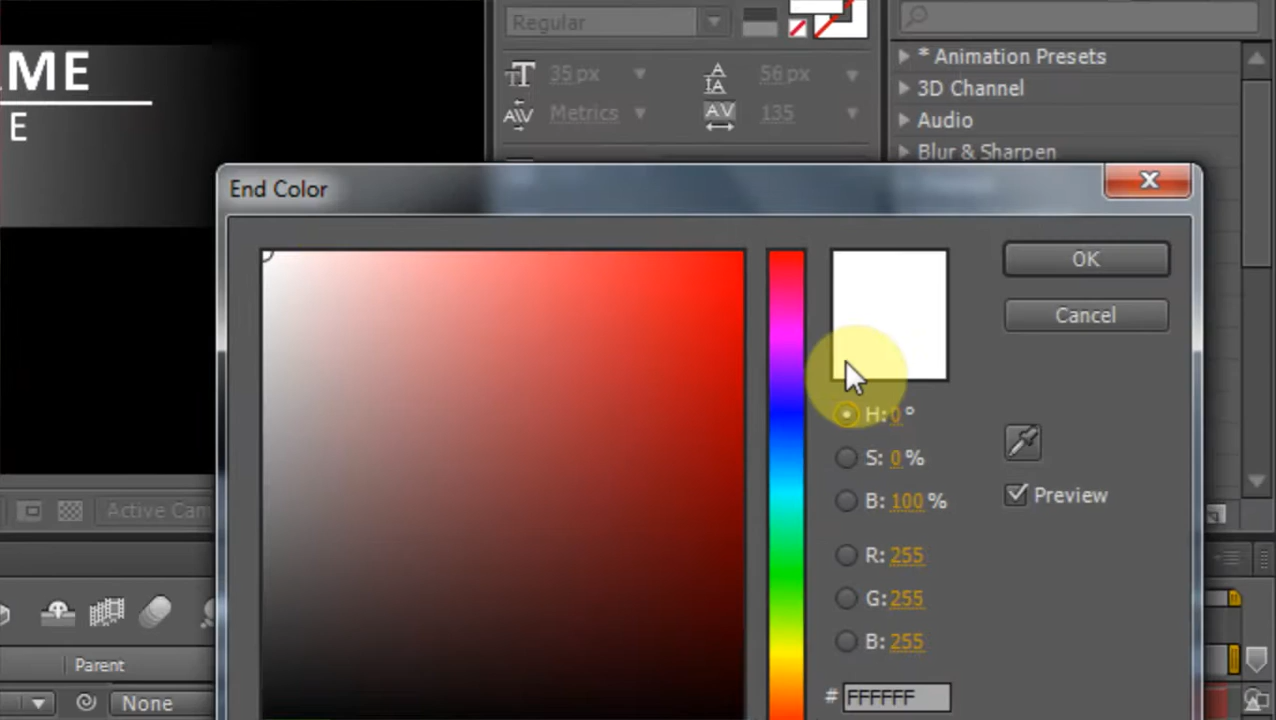 Regular
ME
E
35 px
56 px
Metrics
135
* Animation Presets
3D Channel
Audio
Blur & Sharpen
End Color
OK
Cancel
H: 0 °
S: 0 %
B: 100 %
Preview
R: 255
G: 255
B: 255
# FFFFFF
Active Cam
Parent
None